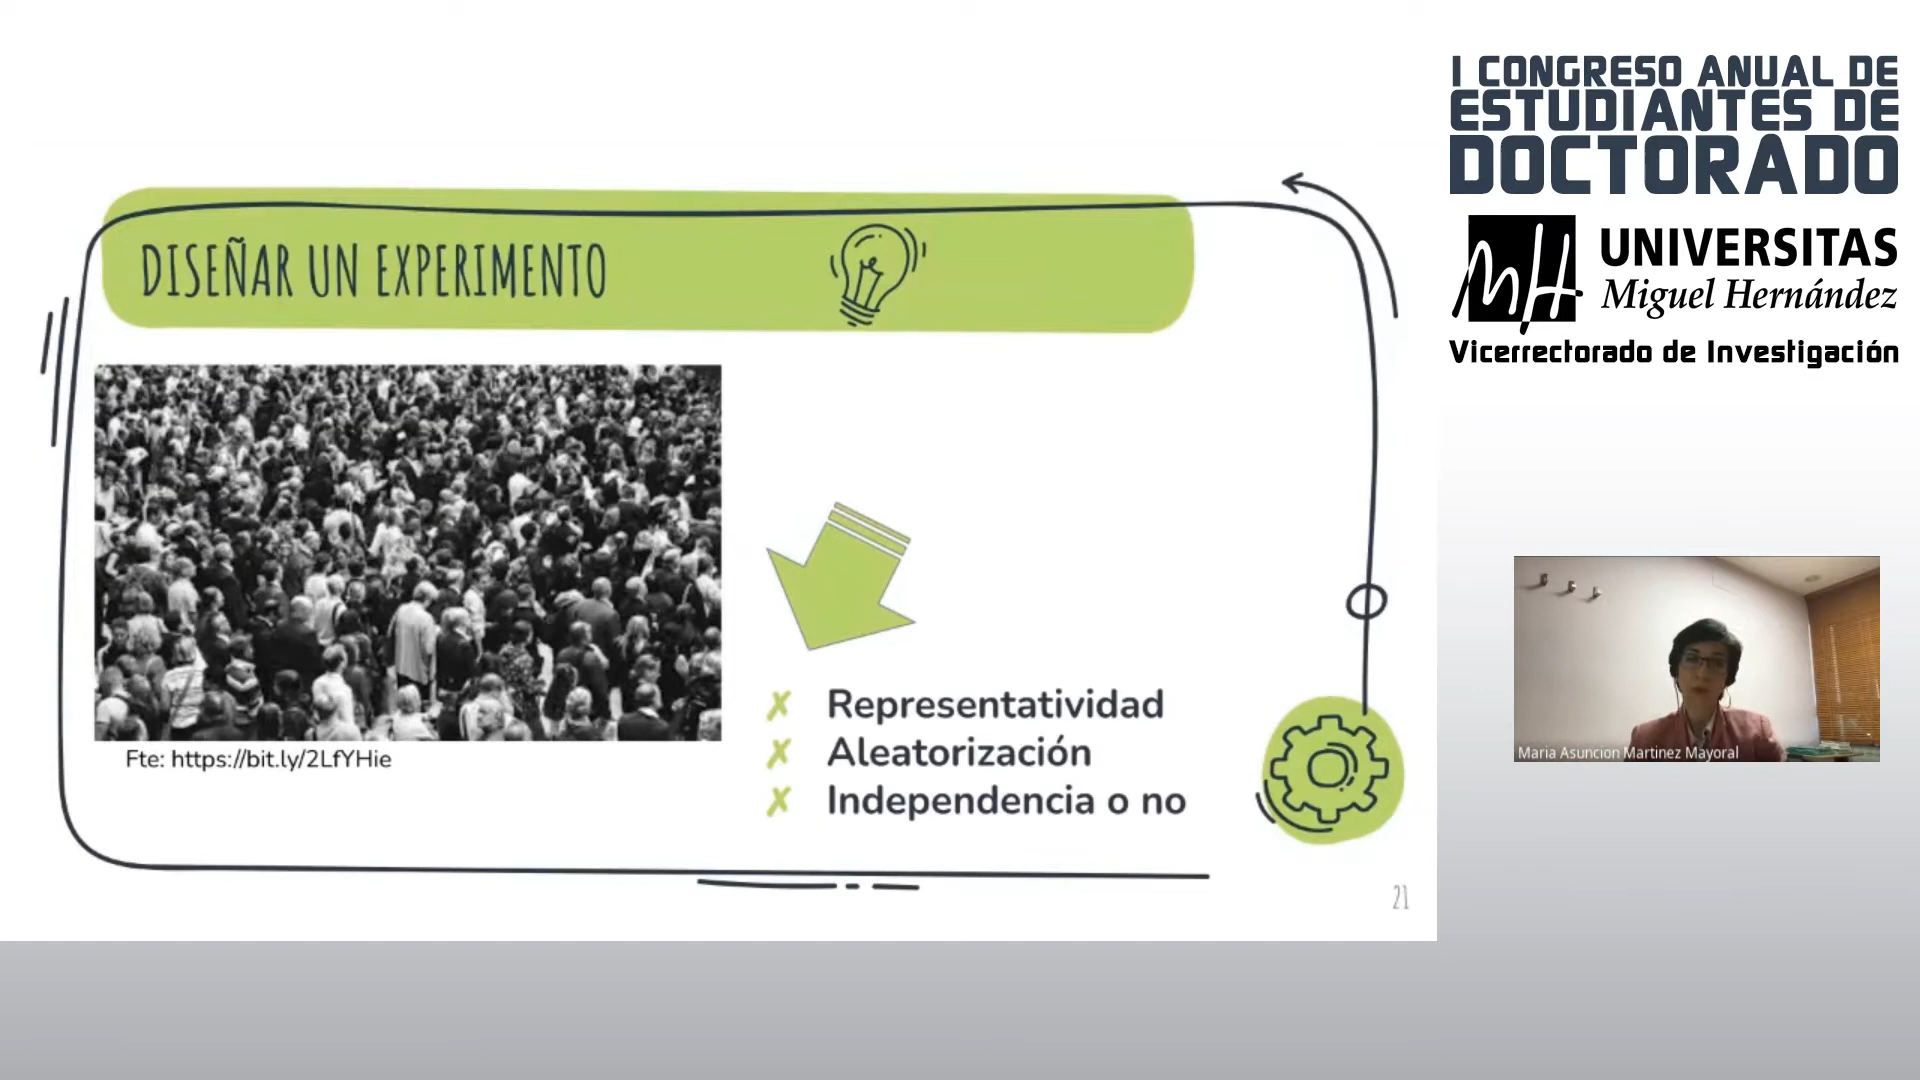 DISEÑAR UN EXPERIMENTO
Fte: https://bit.ly/2LfYHie
✗ Representatividad
✗ Aleatorización
✗ Independencia o no
21
I CONGRESO ANUAL DE
ESTUDIANTES DE
DOCTORADO
UNIVERSITAS
Miguel Hernández
Vicerrectorado de Investigación
Maria Asuncion Martinez Mayoral